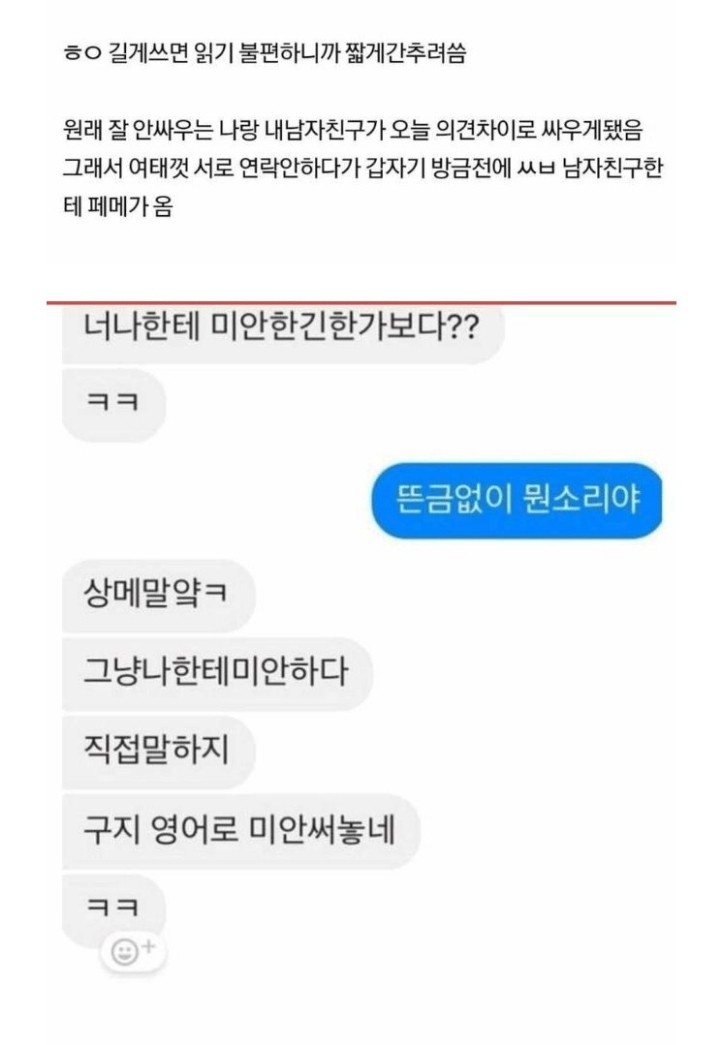 ㅎㅇ 길게쓰면 읽기 불편하니까 짧게간추려씀
원래 잘 안싸우는 나랑 내남자친구가 오늘 의견차이로 싸우게됐음
그래서 여태껏 서로 연락안하다가 갑자기 방금전에 ㅆㅂ 남자친구한
테 페메가 옴
너나한테 미안한긴한가보다??
ㅋㅋ
뜬금없이 뭔소리야
상메말얔ㅋ
그냥나한테미안하다
직접말하지
구지 영어로 미안써놓네
ㅋㅋ